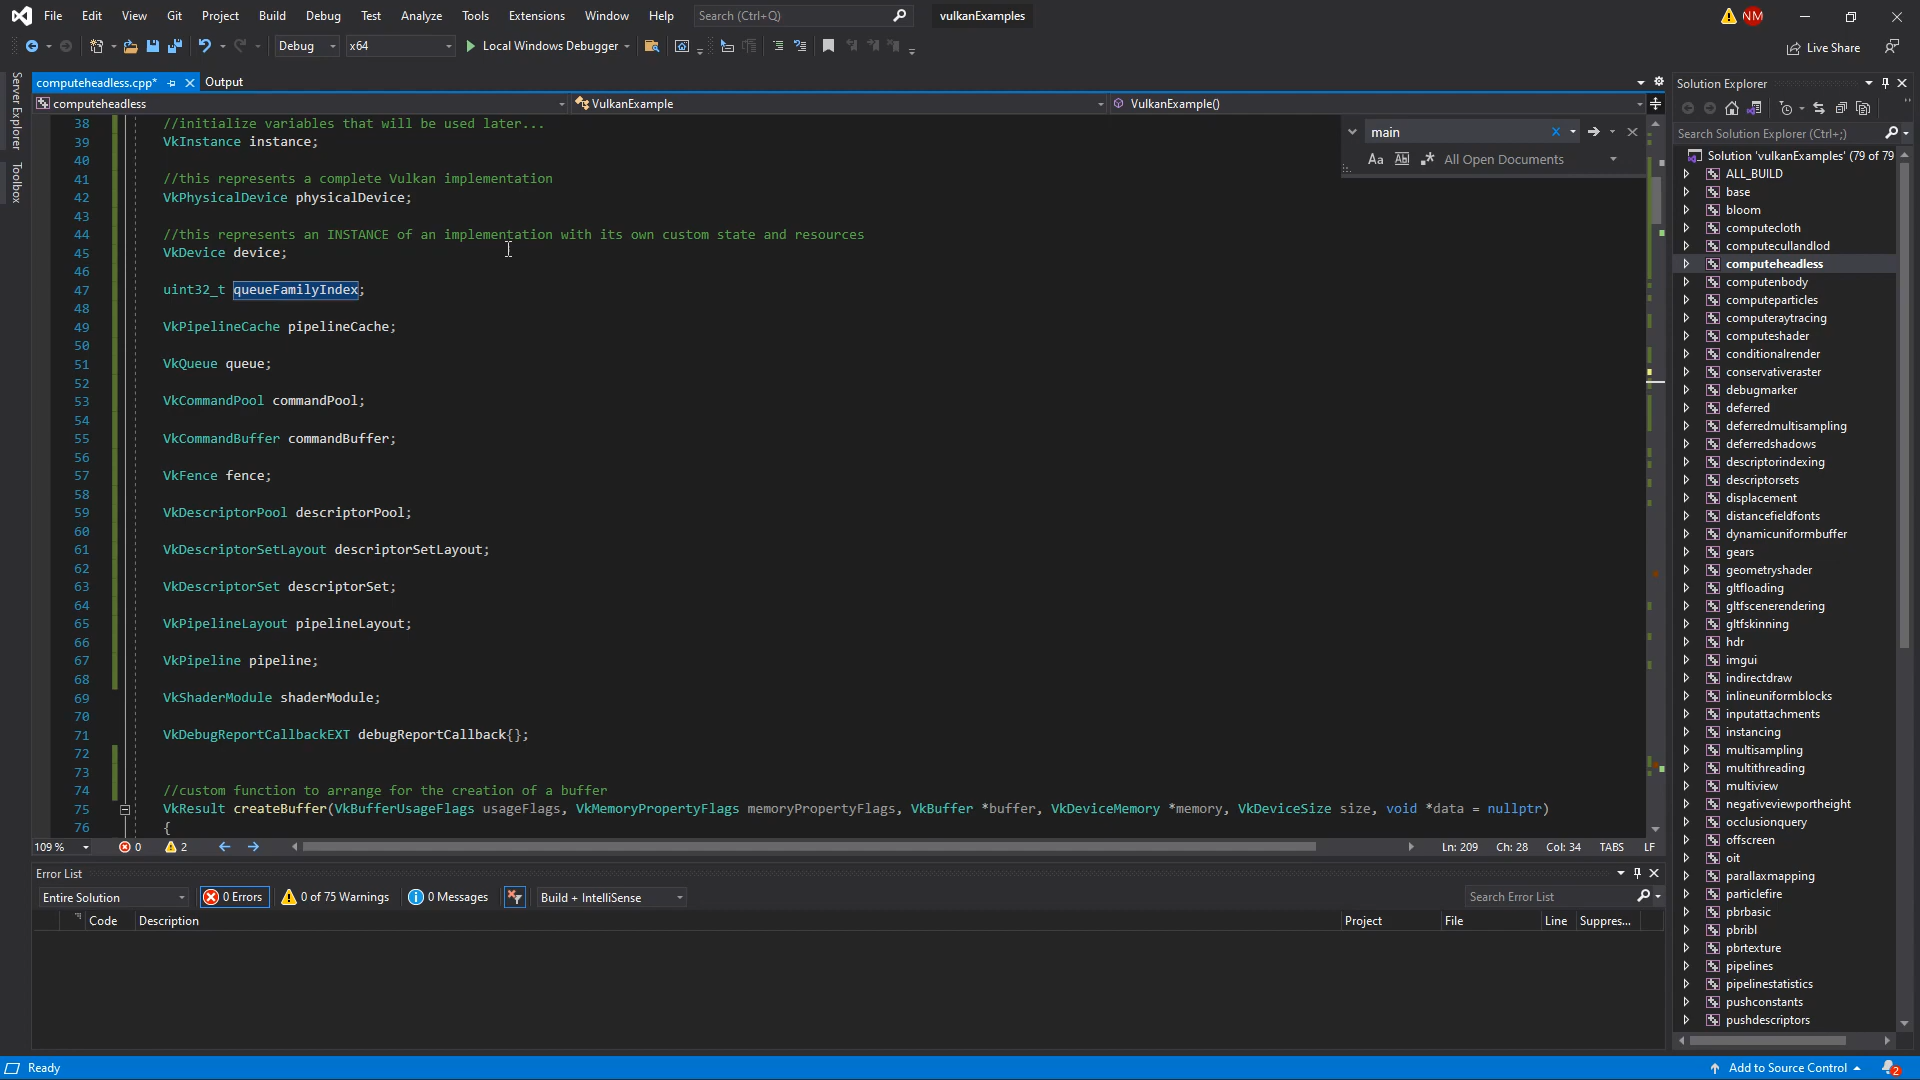 File Edit View Git Project Build Debug Test Analyze Tools Extensions Window Help Search (Ctrl+Q) vulkanExamples NM
Debug x64 Local Windows Debugger Live Share
Server Explorer
Toolbox
computeheadless.cpp* Output
computeheadless VulkanExample VulkanExample()
main
Aa Ab All Open Documents
38 //initialize variables that will be used later...
39 VkInstance instance;
40
41 //this represents a complete Vulkan implementation
42 VkPhysicalDevice physicalDevice;
43
44 //this represents an INSTANCE of an implementation with its own custom state and resources
45 VkDevice device;
46
47 uint32_t queueFamilyIndex;
48
49 VkPipelineCache pipelineCache;
50
51 VkQueue queue;
52
53 VkCommandPool commandPool;
54
55 VkCommandBuffer commandBuffer;
56
57 VkFence fence;
58
59 VkDescriptorPool descriptorPool;
60
61 VkDescriptorSetLayout descriptorSetLayout;
62
63 VkDescriptorSet descriptorSet;
64
65 VkPipelineLayout pipelineLayout;
66
67 VkPipeline pipeline;
68
69 VkShaderModule shaderModule;
70
71 VkDebugReportCallbackEXT debugReportCallback{};
72
73
74 //custom function to arrange for the creation of a buffer
75 VkResult createBuffer(VkBufferUsageFlags usageFlags, VkMemoryPropertyFlags memoryPropertyFlags, VkBuffer *buffer, VkDeviceMemory *memory, VkDeviceSize size, void *data = nullptr)
76 {
109 % 0 2 Ln: 209 Ch: 28 Col: 34 TABS LF
Error List
Entire Solution 0 Errors 0 of 75 Warnings 0 Messages Build + IntelliSense Search Error List
Code Description Project File Line Suppres...
Solution Explorer
Search Solution Explorer (Ctrl+;)
Solution 'vulkanExamples' (79 of 79
ALL_BUILD
base
bloom
computecloth
computecullandlod
computeheadless
computenbody
computeparticles
computeraytracing
computeshader
conditionalrender
conservativeraster
debugmarker
deferred
deferredmultisampling
deferredshadows
descriptorindexing
descriptorsets
displacement
distancefieldfonts
dynamicuniformbuffer
gears
geometryshader
gltfloading
gltfscenerendering
gltfskinning
hdr
imgui
indirectdraw
inlineuniformblocks
inputattachments
instancing
multisampling
multithreading
multiview
negativeviewportheight
occlusionquery
offscreen
oit
parallaxmapping
particlefire
pbrbasic
pbribl
pbrtexture
pipelines
pipelinestatistics
pushconstants
pushdescriptors
Ready Add to Source Control 2